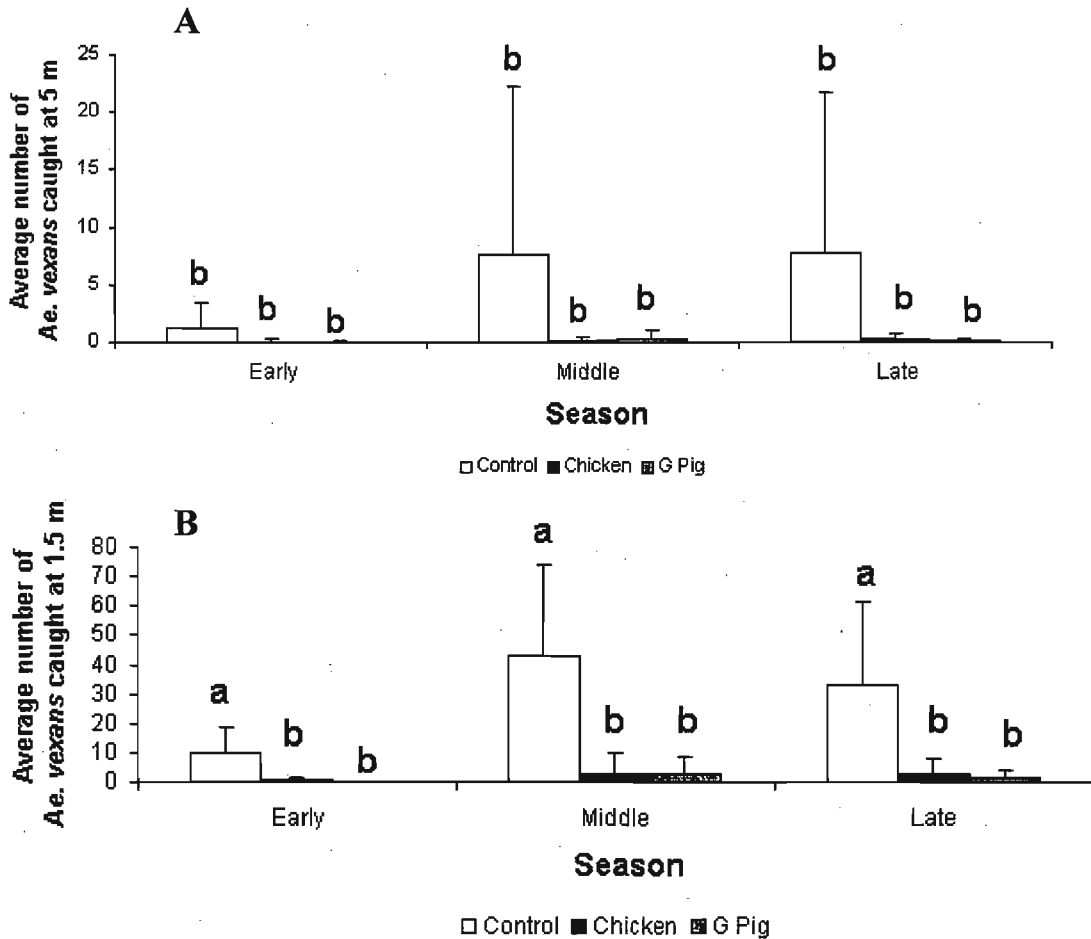 A
Average number of
Ae. vexans caught at 5 m
25
20
15
10
5
0
b
b
b
b
b
b
b
b
b
Early
Middle
Late
Season
Control
Chicken
G Pig
B
Average number of
Ae. vexans caught at 1.5 m
80
70
60
50
40
30
20
10
0
a
b
b
a
b
b
a
b
b
Early
Middle
Late
Season
Control
Chicken
G Pig